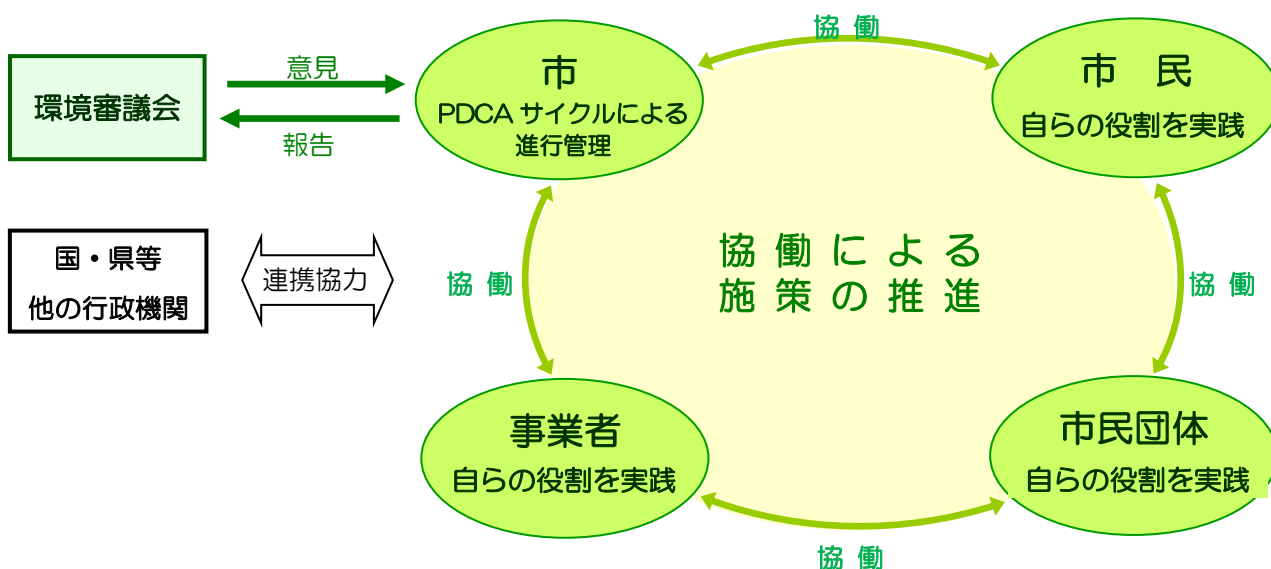 環境審議会
意見
報告
市
PDCA サイクルによる
進行管理
協 働
市　民
自らの役割を実践
国・県等
他の行政機関
連携協力
協 働
協 働 に よ る
施 策 の 推 進
協 働
事業者
自らの役割を実践
市民団体
自らの役割を実践
協 働